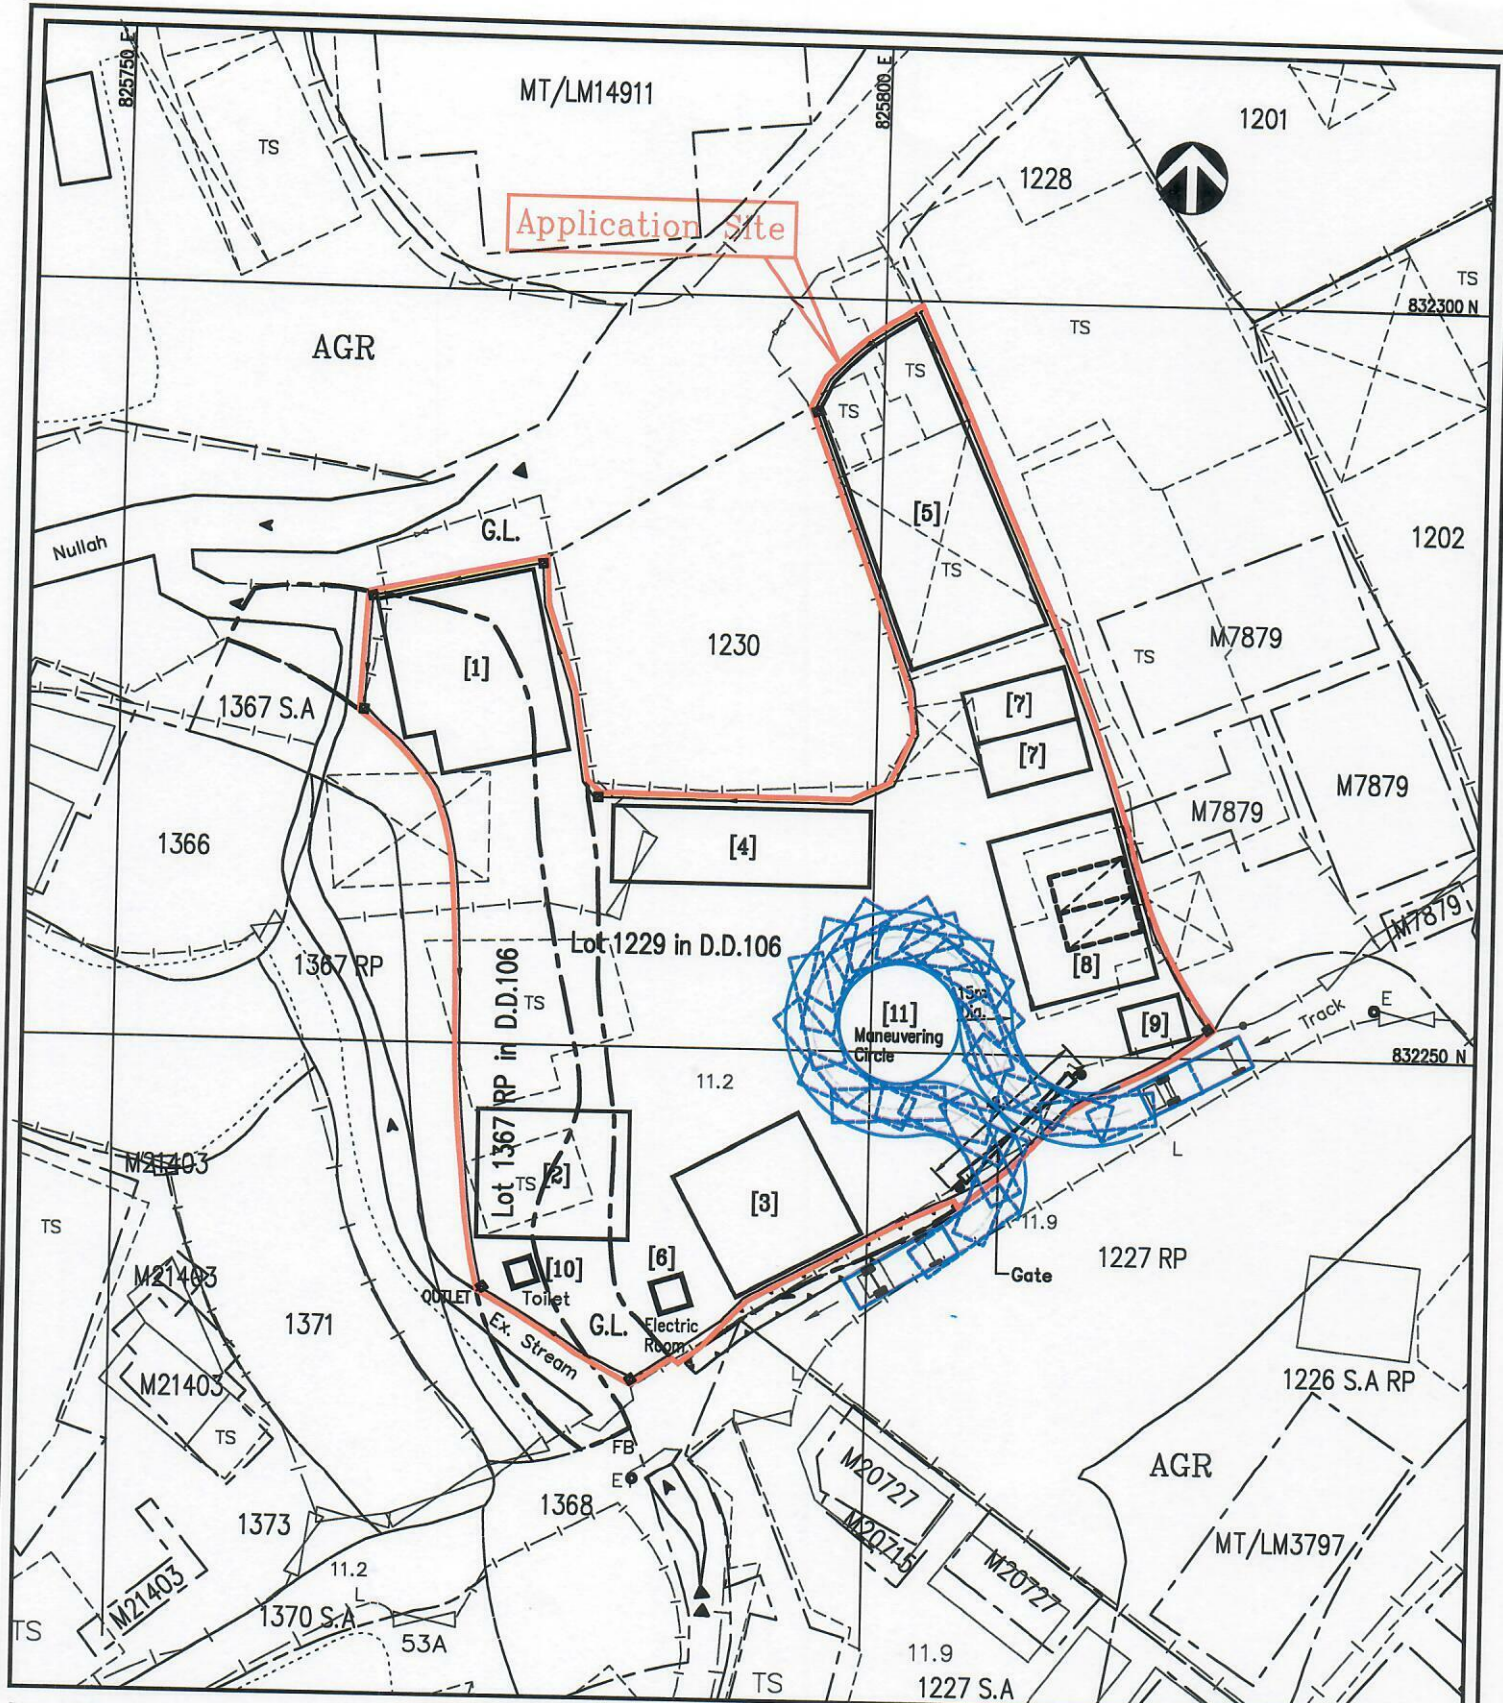 825750 E
MT/LM14911
825800 E
1201
TS
1228
Application Site
TS
832300 N
AGR
TS
TS
TS
[5]
G.L.
1202
Nullah
TS
1230
M7879
TS
[1]
1367 S.A
[7]
[7]
M7879
M7879
1366
[4]
M7879
Lot 1229 in D.D.106
1367 RP
[8]
TS
15m
Dia.
[11]
Maneuvering
Circle
E
Track
[9]
832250 N
11.2
Lot 1367 RP in D.D.106
L
M21403
TS
[2]
[3]
TS
11.9
1227 RP
[6]
M21403
[10]
Gate
OUTLET
Toilet
1371
G.L.
Electric
Room
Ex. Stream
M21403
L
1226 S.A RP
TS
FB
AGR
E
M20727
1368
1373
M20715
MT/LM3797
11.2
M20727
M21403
L
1370 S.A
TS
53A
11.9
TS
1227 S.A